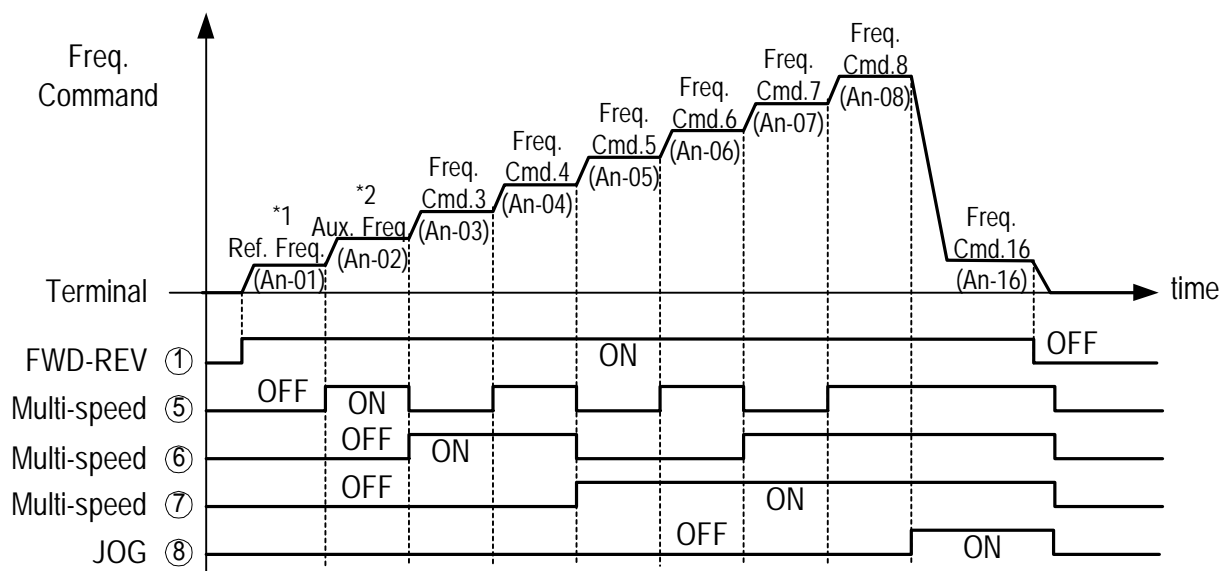 Freq.
Command
*1
Ref. Freq.
(An-01)
*2
Aux. Freq.
(An-02)
Freq.
Cmd.3
(An-03)
Freq.
Cmd.4
(An-04)
Freq.
Cmd.5
(An-05)
Freq.
Cmd.6
(An-06)
Freq.
Cmd.7
(An-07)
Freq.
Cmd.8
(An-08)
Freq.
Cmd.16
(An-16)
Terminal
time
FWD-REV ① ON OFF
Multi-speed ⑤ OFF ON
Multi-speed ⑥ OFF ON
Multi-speed ⑦ OFF ON
JOG ⑧ OFF ON